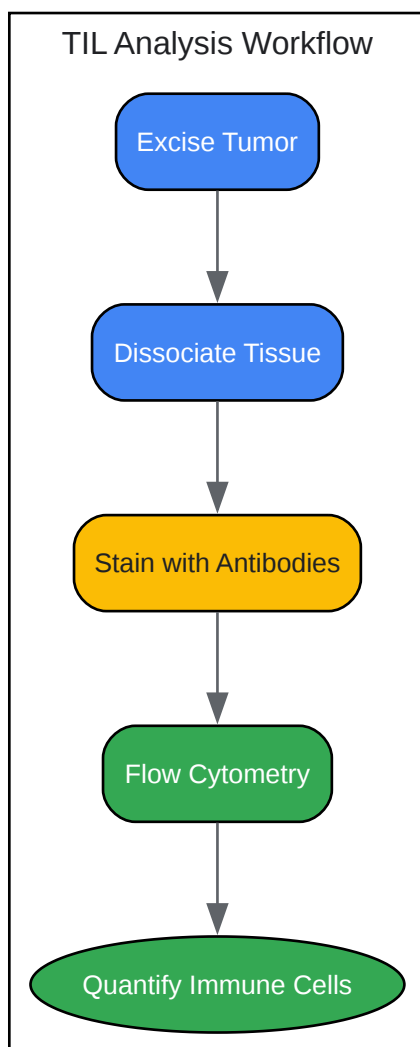 TIL Analysis Workflow
Excise Tumor
Dissociate Tissue
Stain with Antibodies
Flow Cytometry
Quantify Immune Cells